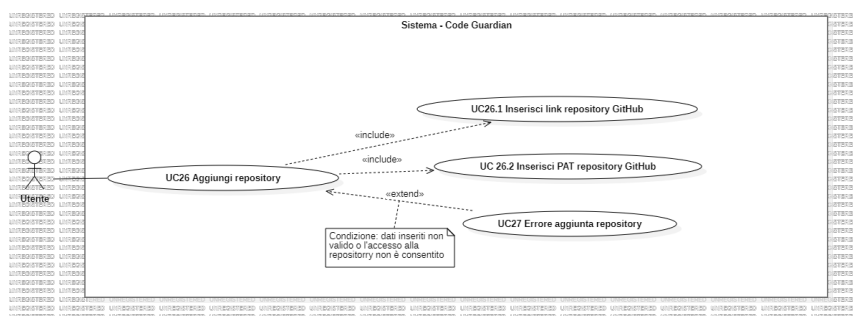 Sistema - Code Guardian
UC26.1 Inserisci link repository GitHub
«include»
«include»
UC 26.2 Inserisci PAT repository GitHub
UC26 Aggiungi repository
«extend»
Utente
UC27 Errore aggiunta repository
Condizione: dati inseriti non
valido o l'accesso alla
repositorry non è consentito